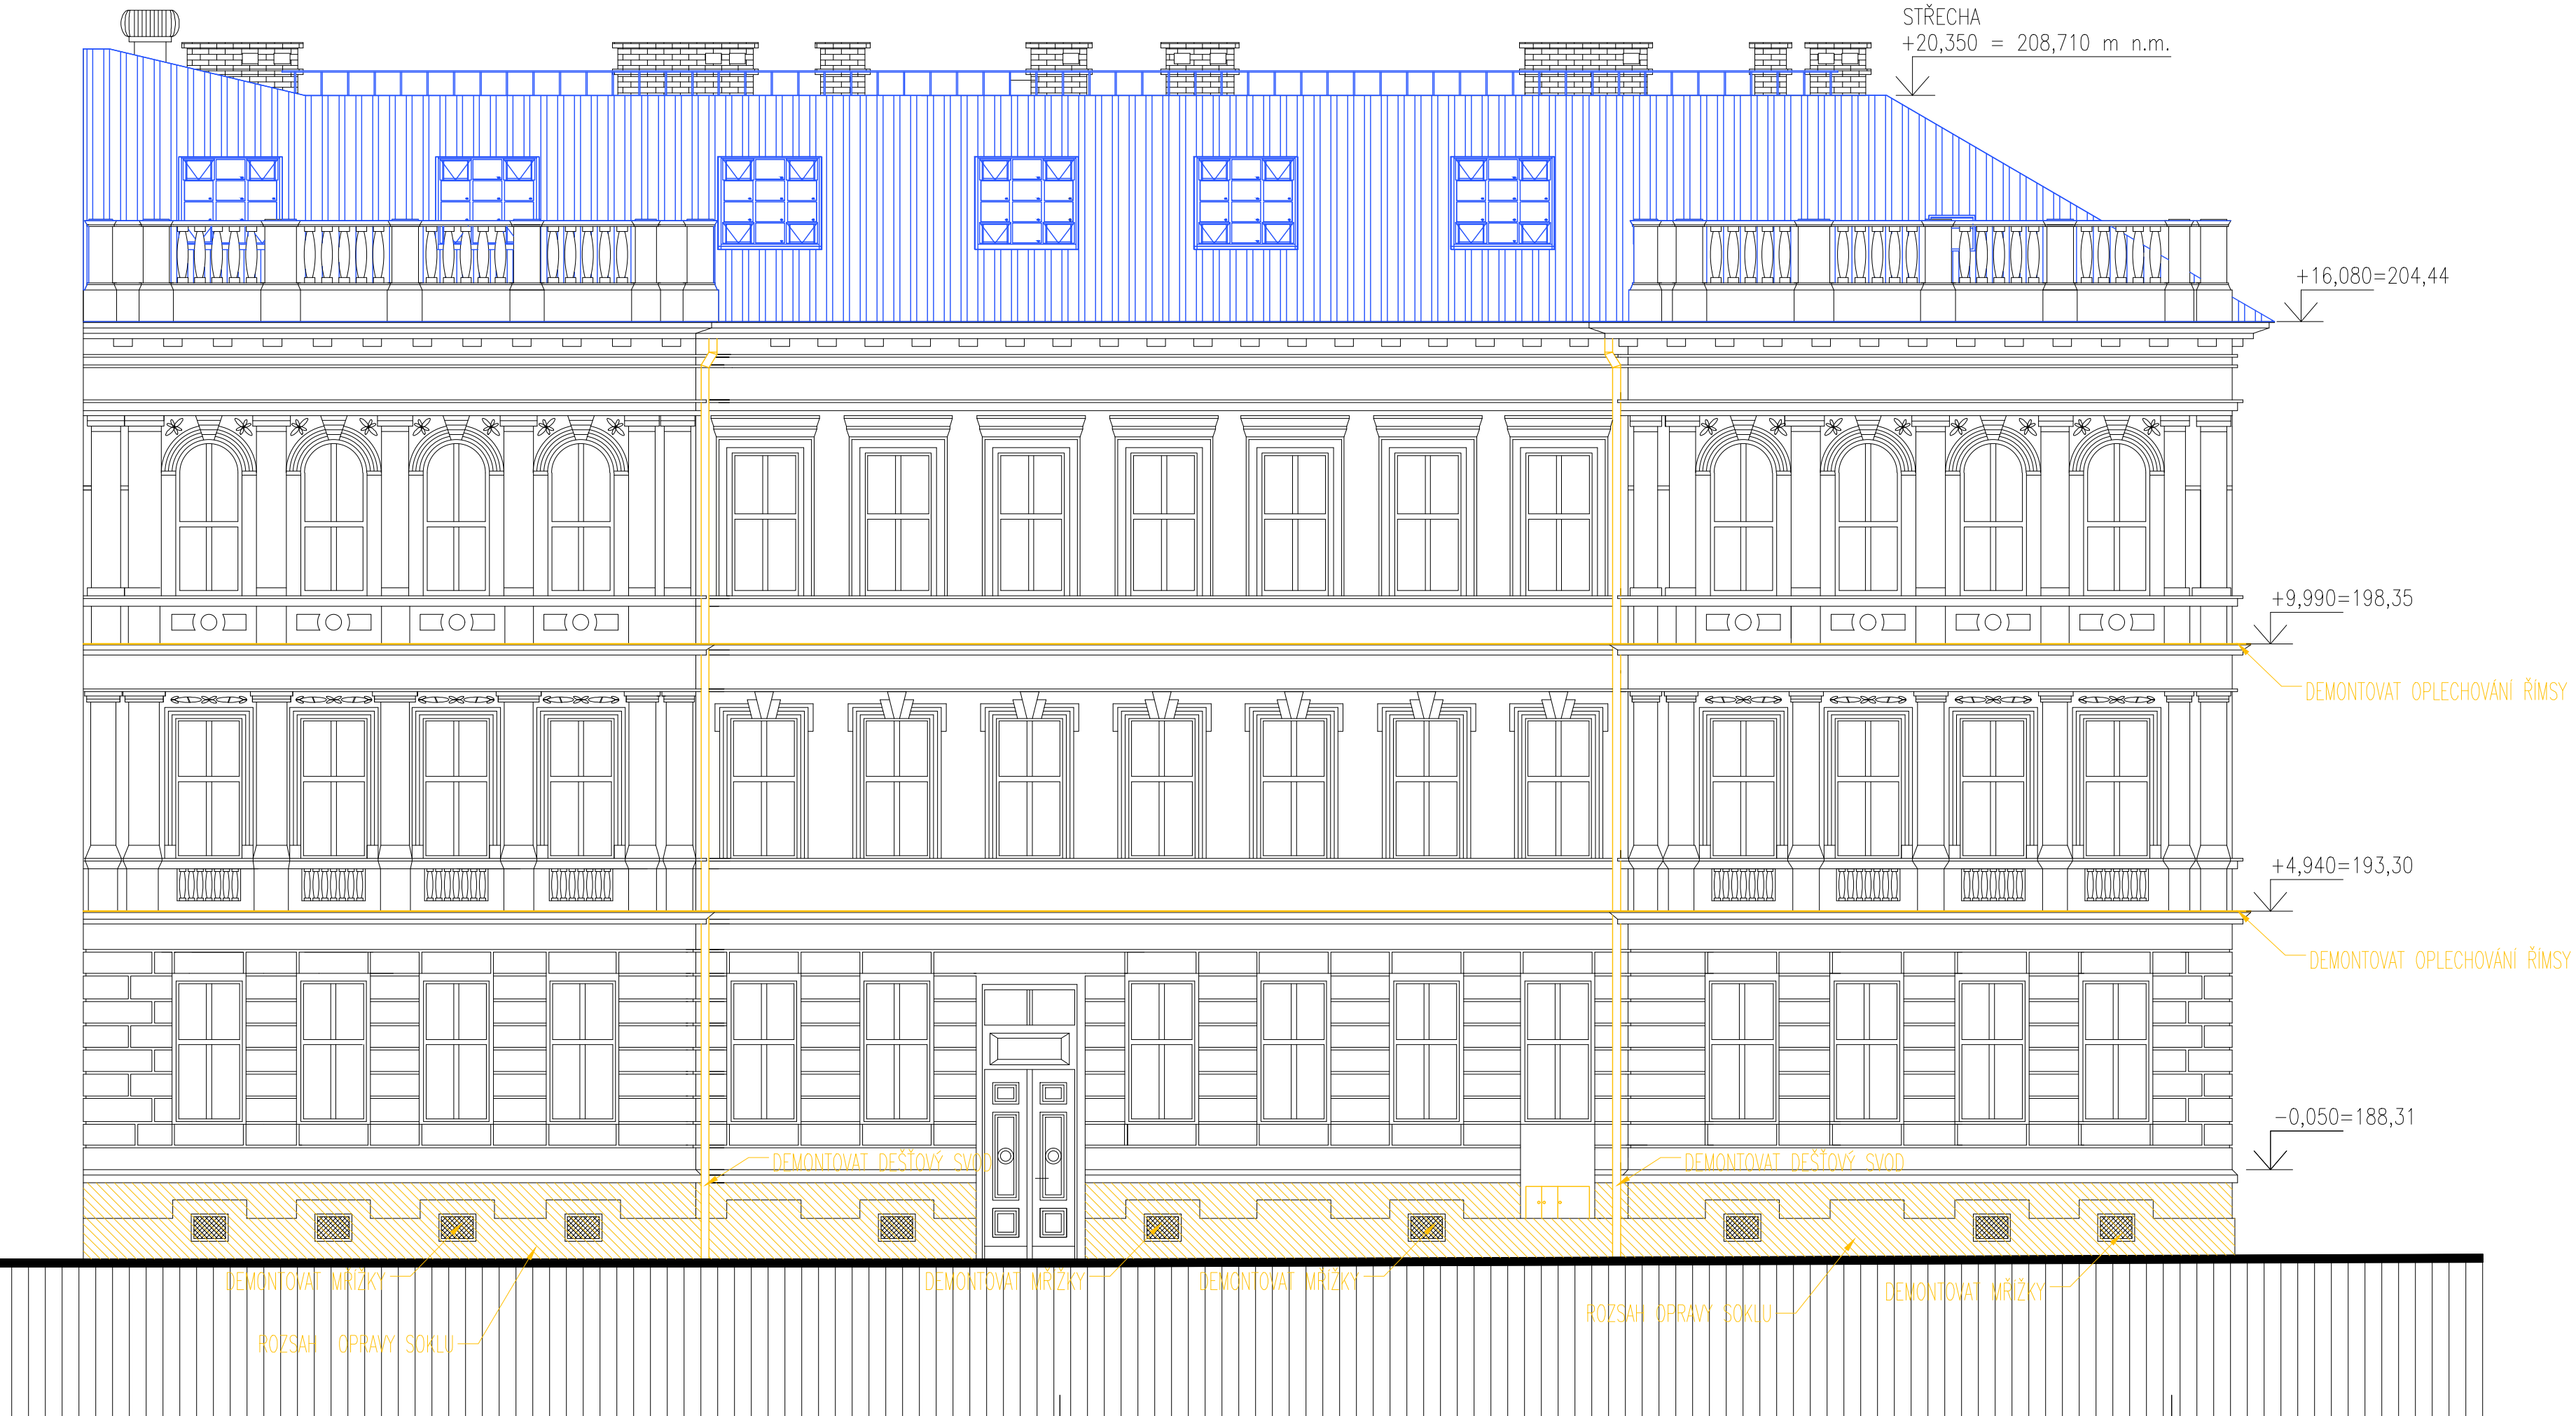 STŘECHA
+20,350 = 208,710 m n.m.
+16,080=204,44
+9,990=198,35
DEMONTOVAT OPLECHOVÁNÍ ŘÍMSY
+4,940=193,30
DEMONTOVAT OPLECHOVÁNÍ ŘÍMSY
-0,050=188,31
DEMONTOVAT DEŠŤOVÝ SVOD
DEMONTOVAT DEŠŤOVÝ SVOD
DEMONTOVAT MŘÍŽKY
DEMONTOVAT MŘÍŽKY
DEMONTOVAT MŘÍŽKY
DEMONTOVAT MŘÍŽKY
ROZSAH OPRAVY SOKLU
ROZSAH OPRAVY SOKLU